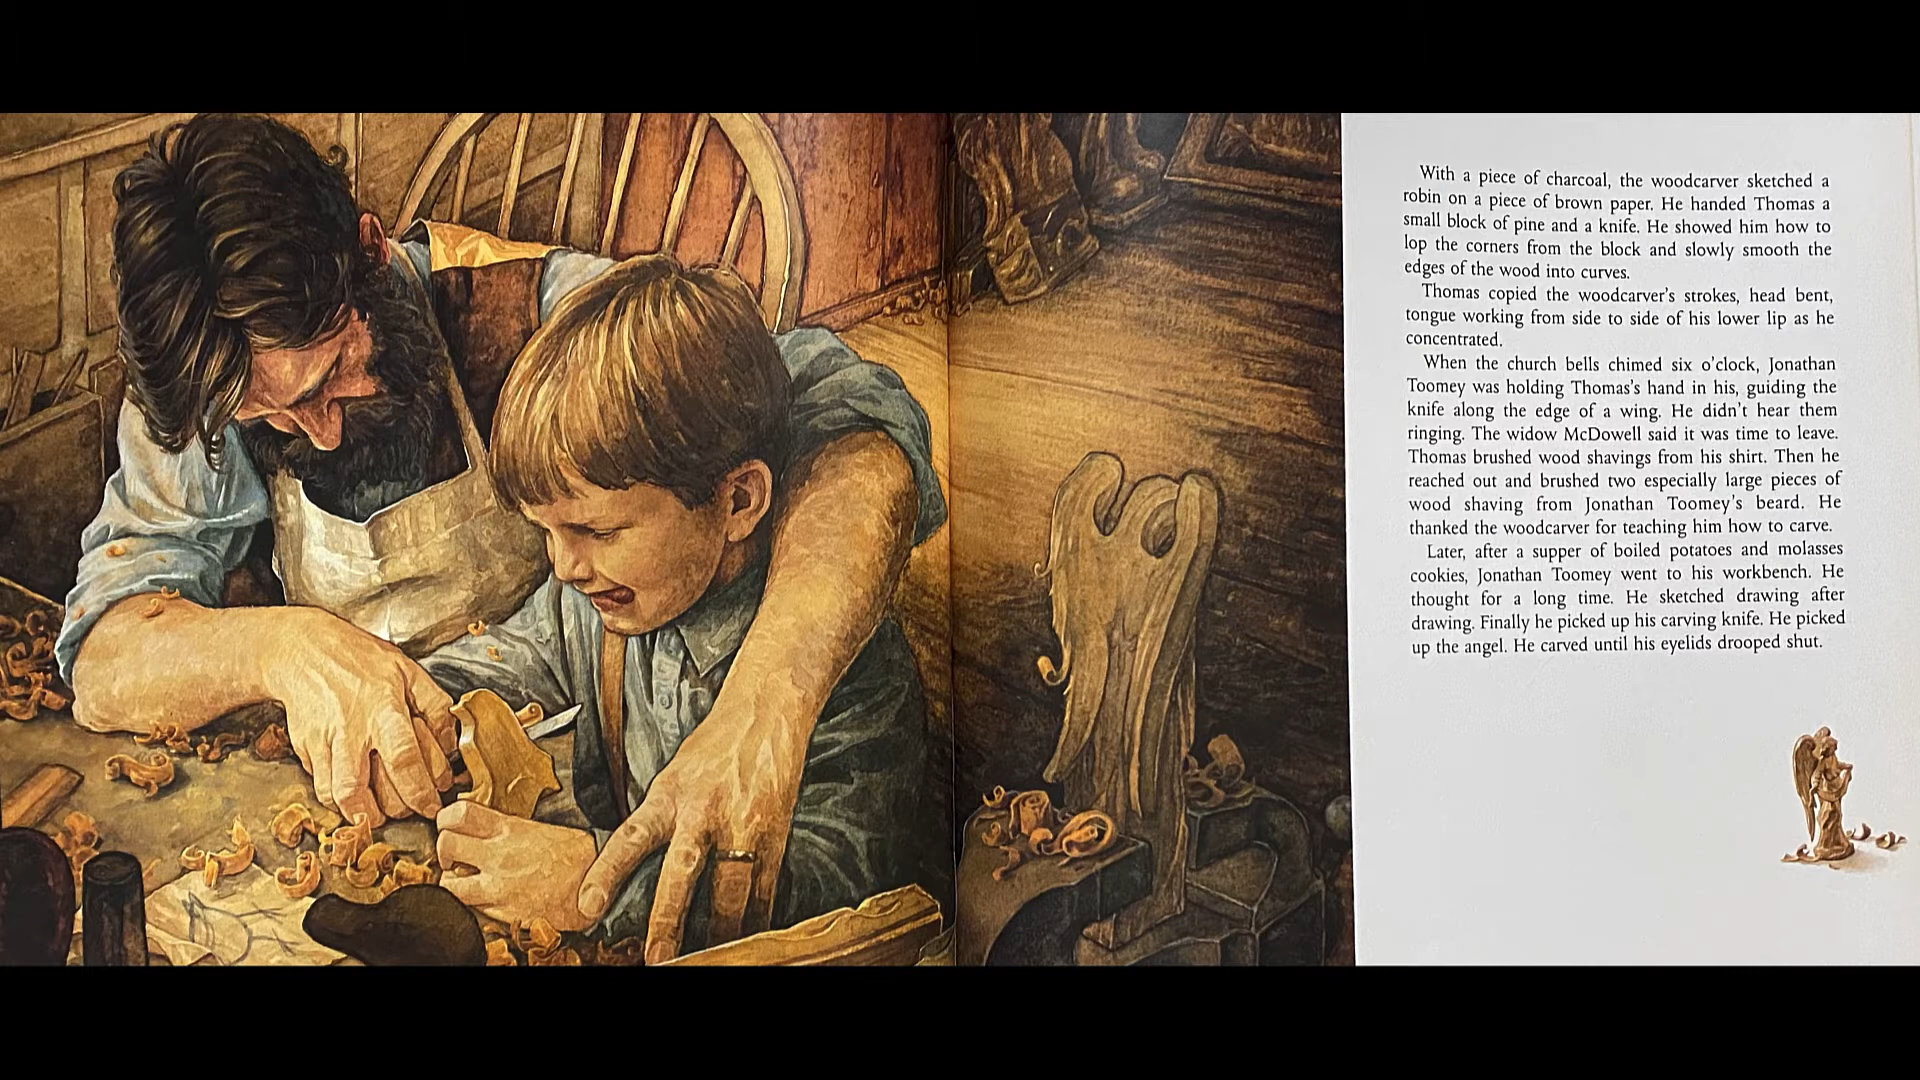 With a piece of charcoal, the woodcarver sketched a
robin on a piece of brown paper. He handed Thomas a
small block of pine and a knife. He showed him how to
lop the corners from the block and slowly smooth the
edges of the wood into curves.
Thomas copied the woodcarver's strokes, head bent,
tongue working from side to side of his lower lip as he
concentrated.
When the church bells chimed six o'clock, Jonathan
Toomey was holding Thomas's hand in his, guiding the
knife along the edge of a wing. He didn't hear them
ringing. The widow McDowell said it was time to leave.
Thomas brushed wood shavings from his shirt. Then he
reached out and brushed two especially large pieces of
wood shaving from Jonathan Toomey's beard. He
thanked the woodcarver for teaching him how to carve.
Later, after a supper of boiled potatoes and molasses
cookies, Jonathan Toomey went to his workbench. He
thought for a long time. He sketched drawing after
drawing. Finally he picked up his carving knife. He picked
up the angel. He carved until his eyelids drooped shut.